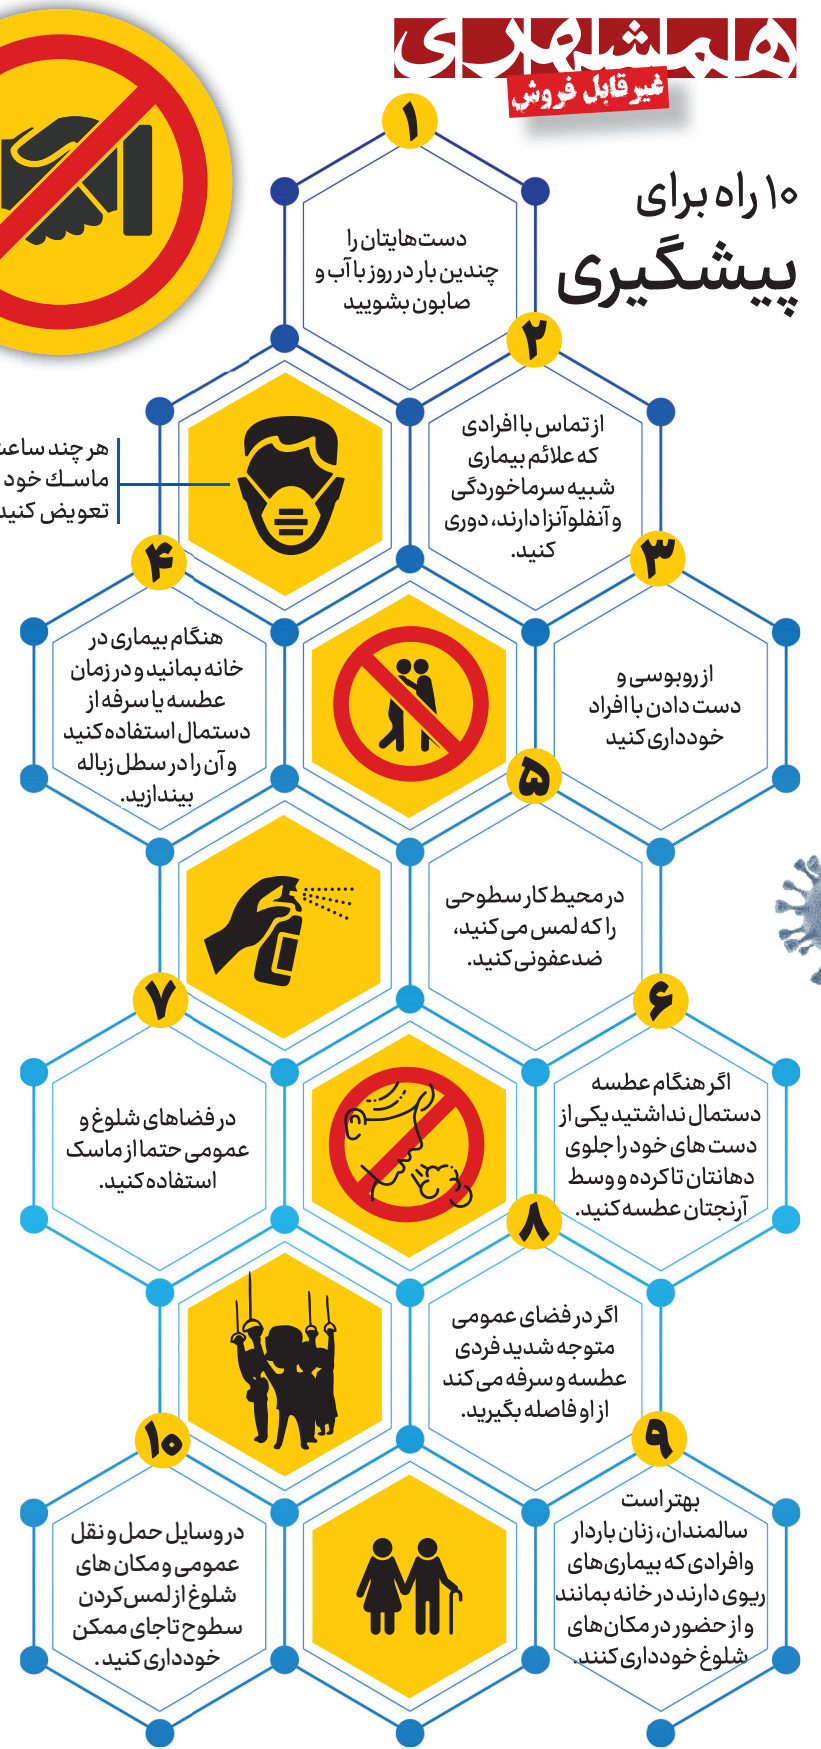 همشهری
غیرقابل فروش
۱۰ راه برای
پیشگیری
۱
دست‌هایتان را
چندین بار در روز با آب و
صابون بشویید
۲
از تماس با افرادی
که علائم بیماری
شبیه سرماخوردگی
و آنفلوآنزا دارند، دوری
کنید.
هر چند ساعت
ماسـك خود
تعویض کنید
۳
از روبوسی و
دست دادن با افراد
خودداری کنید
۴
هنگام بیماری در
خانه بمانید و در زمان
عطسه یا سرفه از
دستمال استفاده کنید
و آن را در سطل زباله
بیندازید.
۵
در محیط کار سطوحی
را که لمس می‌کنید،
ضدعفونی کنید.
۶
اگر هنگام عطسه
دستمال نداشتید یکی از
دست های خود را جلوی
دهانتان تا کرده و وسط
آرنجتان عطسه کنید.
۷
در فضاهای شلوغ و
عمومی حتما از ماسک
استفاده کنید.
۸
اگر در فضای عمومی
متوجه شدید فردی
عطسه و سرفه می‌کند
از او فاصله بگیرید.
۹
بهتر است
سالمندان، زنان باردار
وافرادی که بیماری‌های
ریوی دارند در خانه بمانند
و از حضور در مکان‌های
شلوغ خودداری کنند.
۱۰
در وسایل حمل و نقل
عمومی و مکان های
شلوغ از لمس کردن
سطوح تا جای ممکن
خودداری کنید.